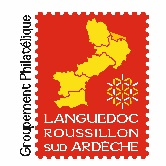 Groupement Philatélique
LANGUEDOC
ROUSSILLON
SUD ARDÈCHE